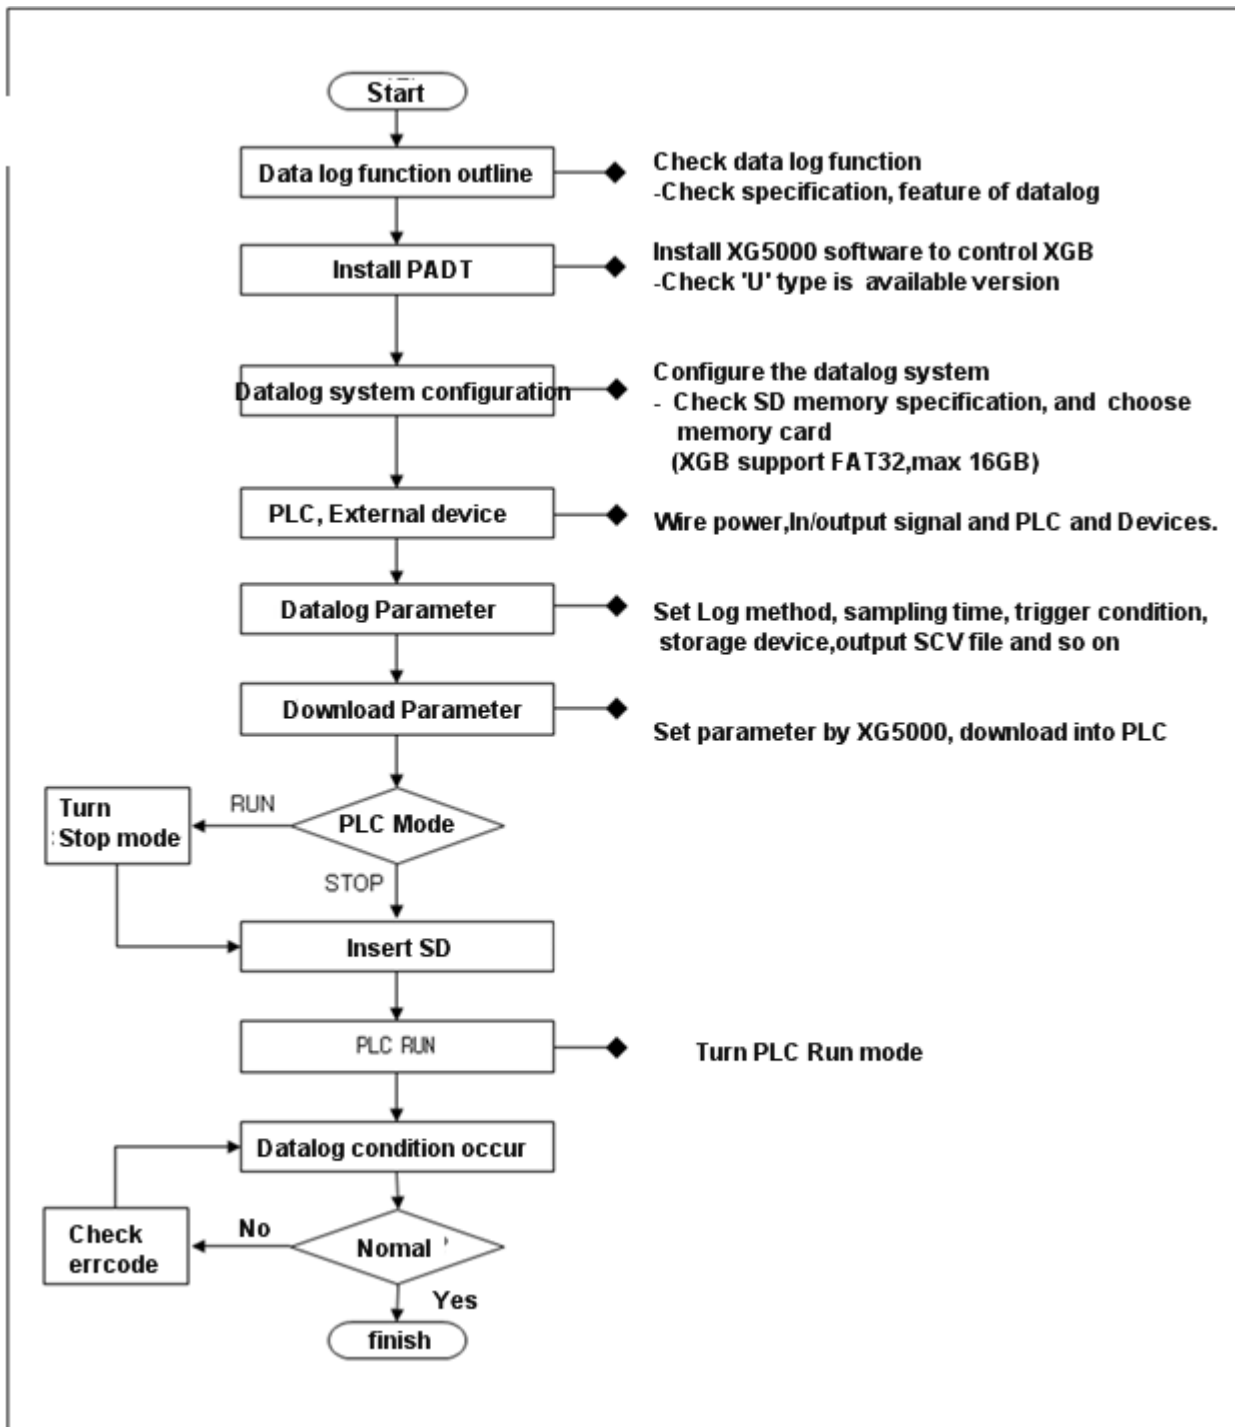 Start
Data log function outline
Check data log function
-Check specification, feature of datalog
Install PADT
Install XG5000 software to control XGB
-Check 'U' type is available version
Datalog system configuration
Configure the datalog system
- Check SD memory specification, and choose
memory card
(XGB support FAT32,max 16GB)
PLC, External device
Wire power,In/output signal and PLC and Devices.
Datalog Parameter
Set Log method, sampling time, trigger condition,
storage device,output SCV file and so on
Download Parameter
Set parameter by XG5000, download into PLC
Turn
Stop mode
RUN
PLC Mode
STOP
Insert SD
PLC RUN
Turn PLC Run mode
Datalog condition occur
Check
errcode
No
Nomal
Yes
finish